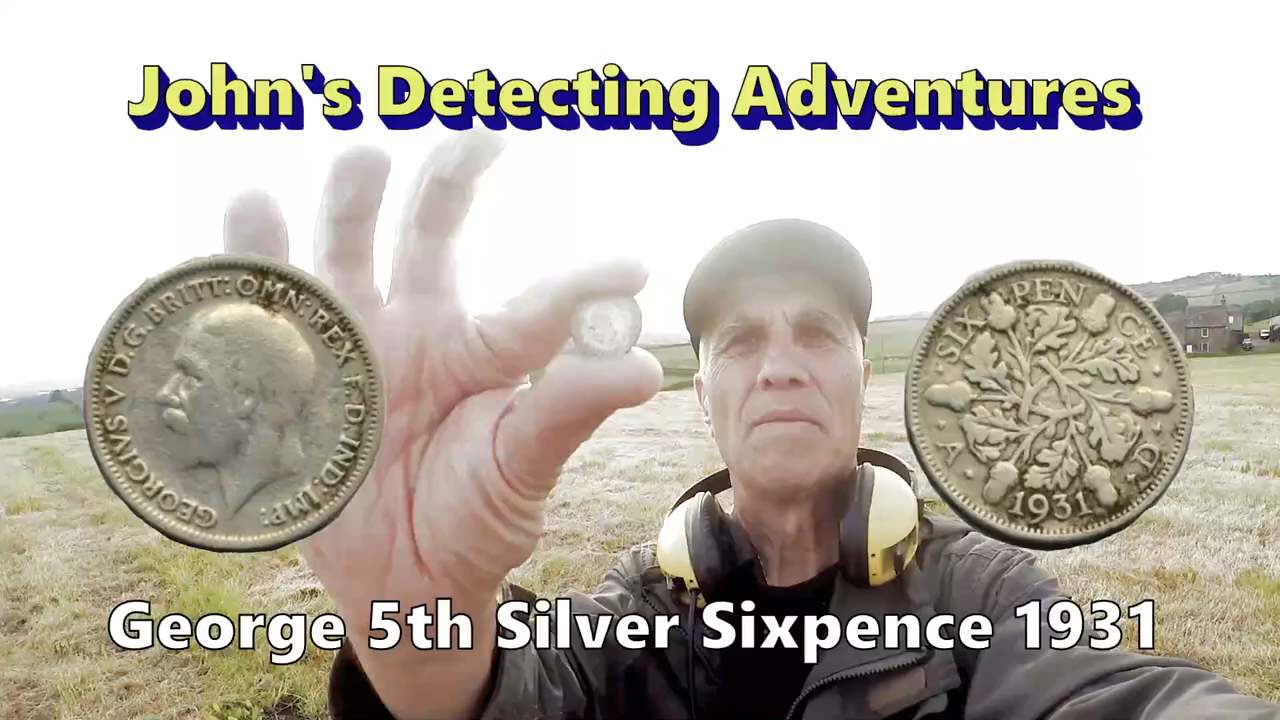 John's Detecting Adventures
GEORGIVS V D.G. BRITT: OMN: REX F.D. IND: IMP:
SIX PEN CE
A D
1931
George 5th Silver Sixpence 1931